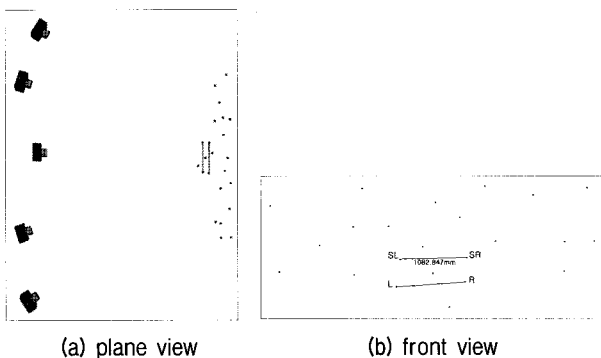 SL SR
1082.847mm
L R
(a) plane view
(b) front view